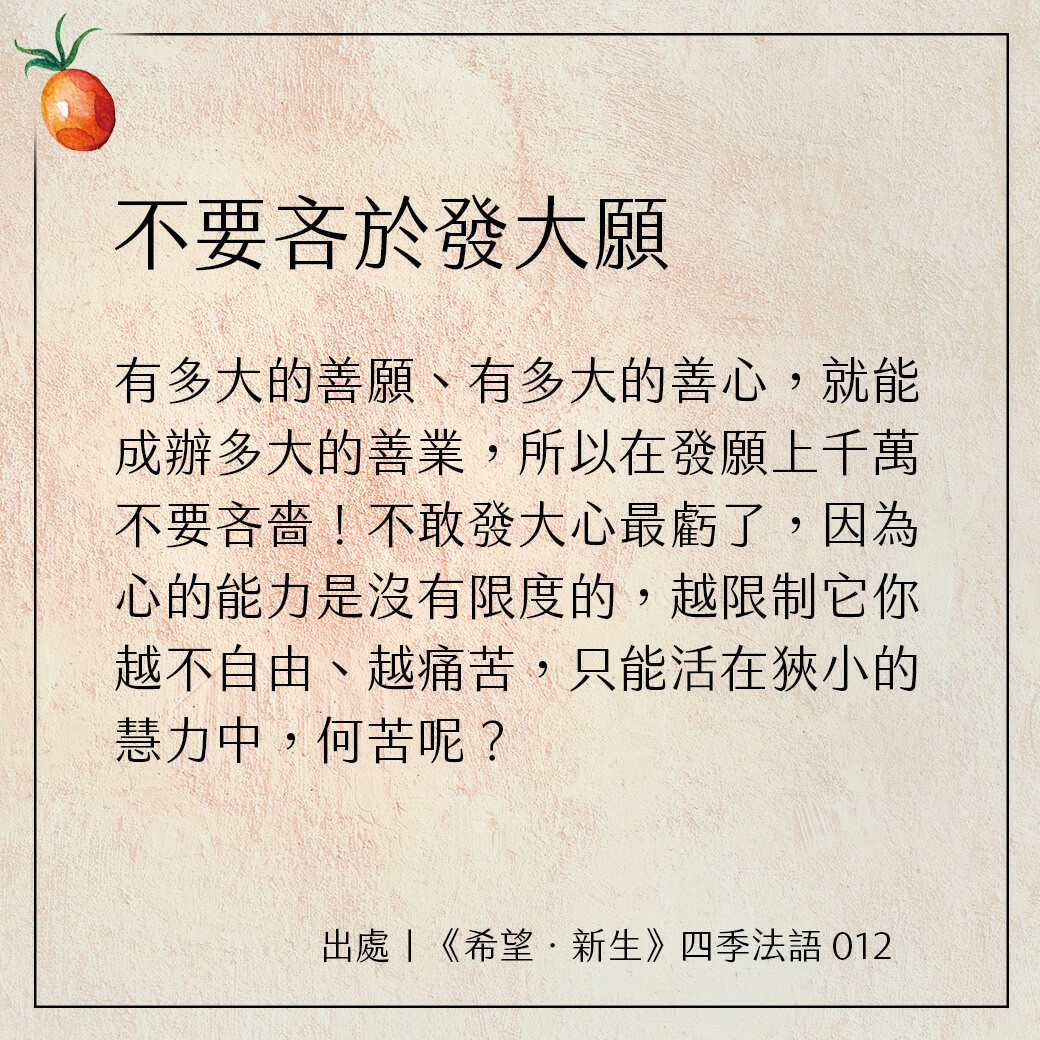 不要吝於發大願
有多大的善願、有多大的善心，就能
成辦多大的善業，所以在發願上千萬
不要吝嗇！不敢發大心最虧了，因為
心的能力是沒有限度的，越限制它你
越不自由、越痛苦，只能活在狹小的
慧力中，何苦呢？
出處｜《希望．新生》四季法語 012